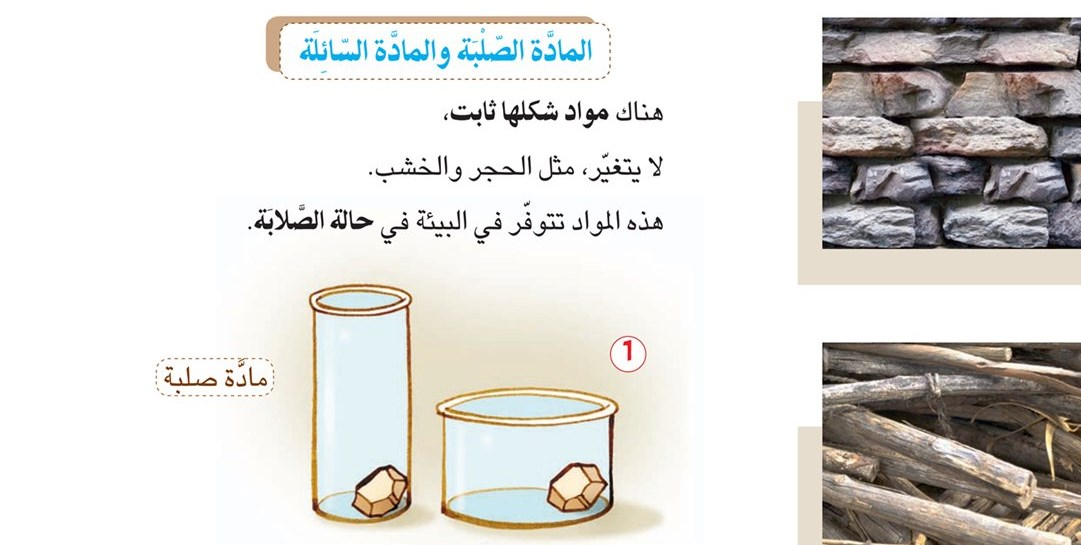 المادَّة الصّلْبَة والمادَّة السّائِلَة
هناك مواد شكلها ثابت،
لا يتغيّر، مثل الحجر والخشب.
هذه المواد تتوفّر في البيئة في حالة الصَّلابَة.
1
مادَّة صلبة